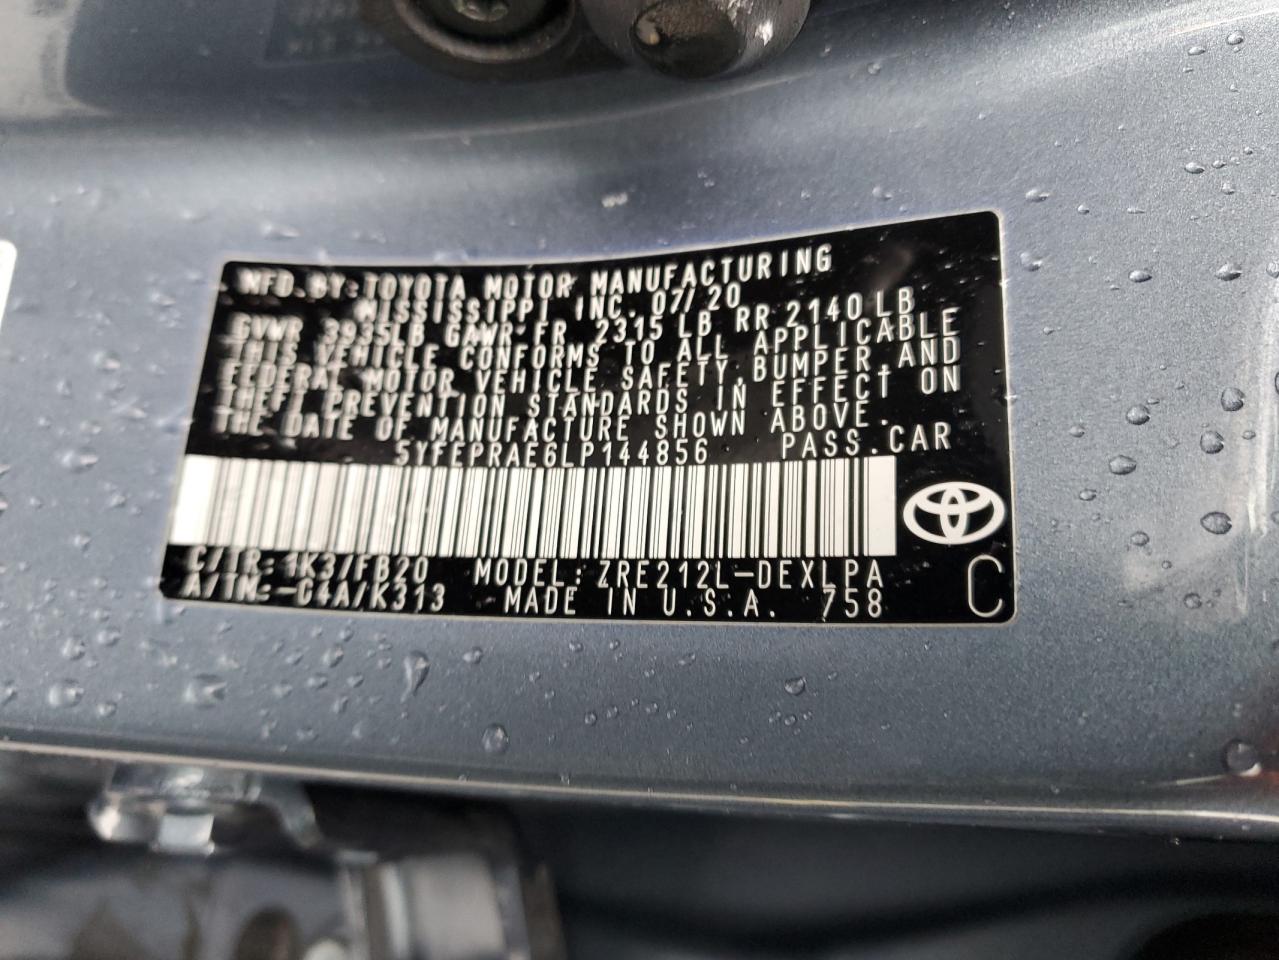 MFD. BY: TOYOTA MOTOR MANUFACTURING
MISSISSIPPI INC. 07/20
GVWR 3935LB GAWR FR 2315 LB RR 2140 LB
THIS VEHICLE CONFORMS TO ALL APPLICABLE
FEDERAL MOTOR VEHICLE SAFETY, BUMPER, AND
THEFT PREVENTION STANDARDS IN EFFECT ON
THE DATE OF MANUFACTURE SHOWN ABOVE.
5YFEPRAE6LP144856 PASS. CAR
C/TR: 1K3/FB20 MODEL: ZRE212L-DEXLPA
A/TM: -G4A/K313 MADE IN U.S.A. 758
C